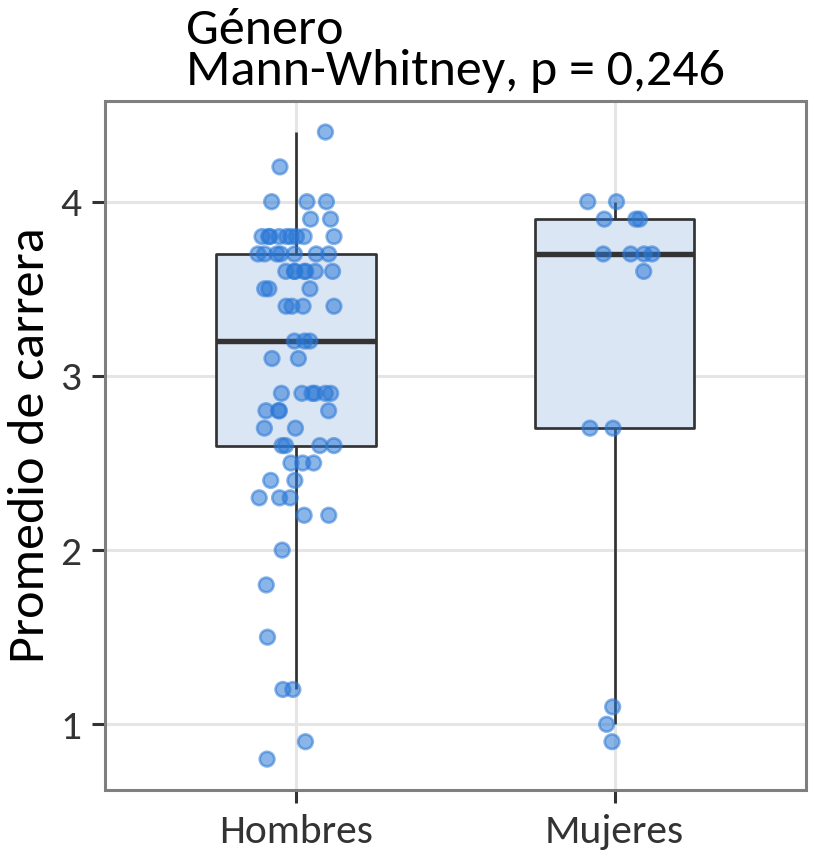 Género
Mann-Whitney, p = 0,246
Promedio de carrera
4
3
2
1
Hombres
Mujeres